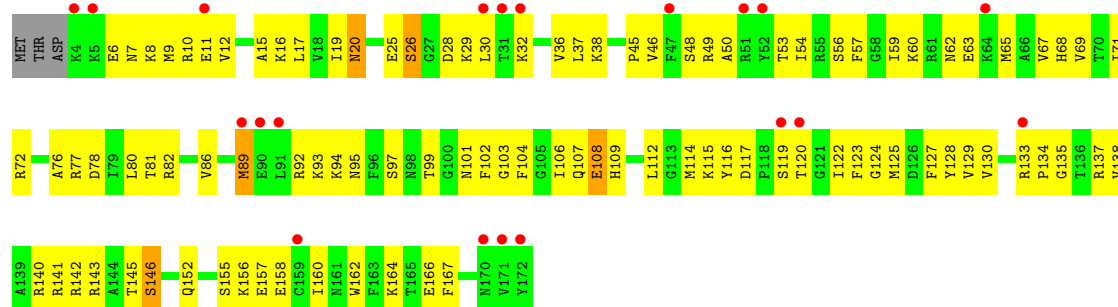 MET THR ASP K4 K5 E6 N7 K8 M9 R10 E11 V12 A15 K16 L17 V18 I19 N20 E25 S26 G27 D28 K29 L30 T31 K32 V36 L37 K38 P45 V46 F47 S48 R49 A50 R51 Y52 T53 I54 R55 S56 F57 G58 I59 R60 R61 N62 E63 K64 M65 A66 V67 H68 V69 T70 I71
R72 A76 R77 D78 I79 L80 T81 R82 V86 M89 E90 L91 R92 K93 K94 N95 F96 S97 N98 T99 G100 N101 F102 G103 F104 G105 I106 Q107 E108 H109 L112 G113 M114 K115 Y116 D117 P118 S119 T120 G121 I122 F123 G124 M125 D126 F127 Y128 V129 V130 R133 P134 G135 T136 R137 V138
A139 R140 R141 R142 R143 A144 T145 S146 Q152 S155 K156 E157 E158 C159 I160 N161 W162 F163 K164 T165 E166 F167 N170 V171 Y172